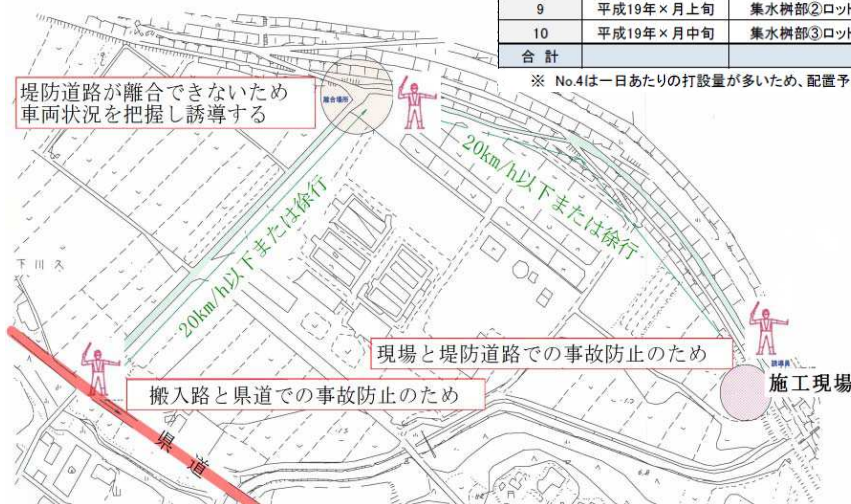 9 平成19年×月上旬 集水桝部②ロット
10 平成19年×月中旬 集水桝部③ロット
合 計
※ No.4は一日あたりの打設量が多いため、配置予
堤防道路が離合できないため
車両状況を把握し誘導する
離合場所
20km/h以下または徐行
20km/h以下または徐行
下川久
現場と堤防道路での事故防止のため
誘導員
施工現場
搬入路と県道での事故防止のため
県道